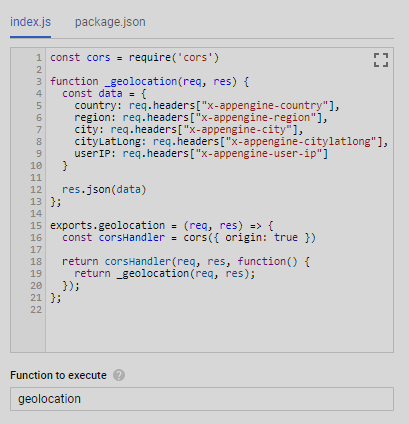 index.js package.json
1 const cors = require('cors')
2
3 function _geolocation(req, res) {
4   const data = {
5     country: req.headers["x-appengine-country"],
6     region: req.headers["x-appengine-region"],
7     city: req.headers["x-appengine-city"],
8     cityLatLong: req.headers["x-appengine-citylatlong"],
9     userIP: req.headers["x-appengine-user-ip"]
10   }
11
12   res.json(data)
13 };
14
15 exports.geolocation = (req, res) => {
16   const corsHandler = cors({ origin: true })
17
18   return corsHandler(req, res, function() {
19     return _geolocation(req, res);
20   });
21 };
22
Function to execute ?
geolocation